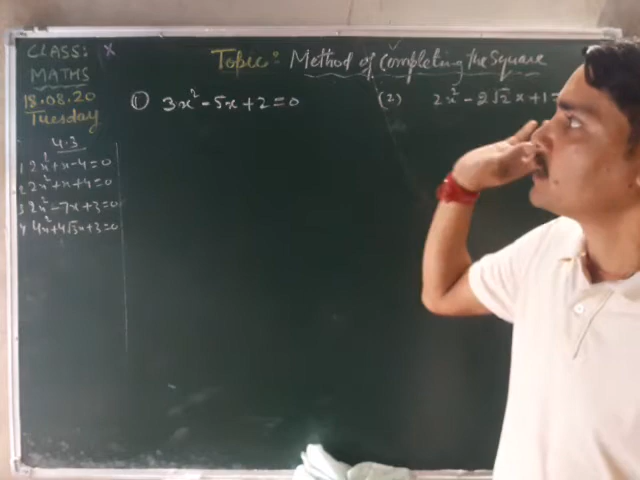 CLASS: X
MATHS
18.08.20
Tuesday
Topic: Method of Completing the Square
① 3x² - 5x + 2 = 0
(2) 2x² - 2√2 x + 1 =
4.3
1 2x² + x - 4 = 0
2 2x² + x + 4 = 0
3 2x² - 7x + 3 = 0
4 4x² + 4√3x + 3 = 0